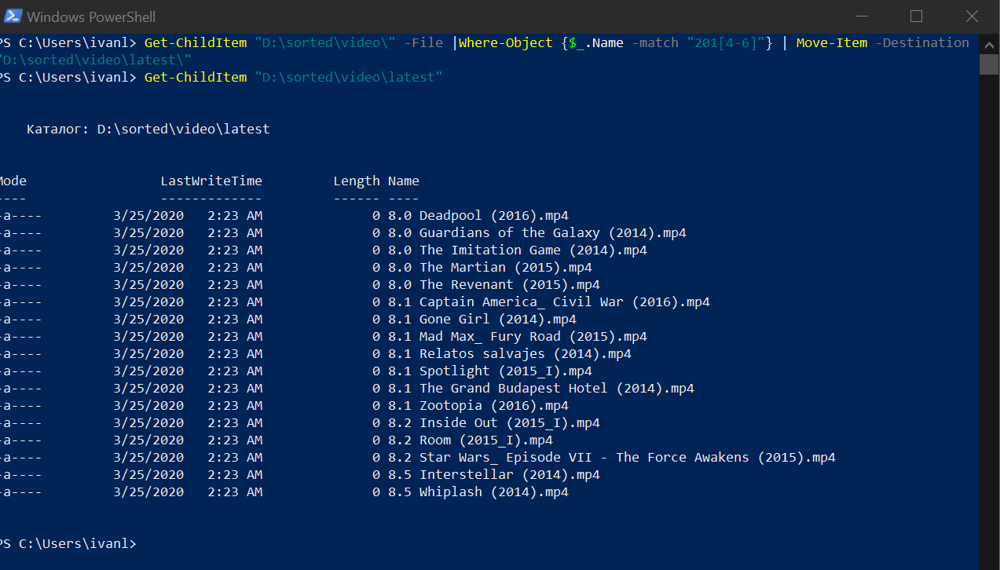 Windows PowerShell
PS C:\Users\ivanl> Get-ChildItem "D:\sorted\video\" -File |Where-Object {$_.Name -match "201[4-6]"} | Move-Item -Destination
"D:\sorted\video\latest\"
PS C:\Users\ivanl> Get-ChildItem "D:\sorted\video\latest"
Каталог: D:\sorted\video\latest
Mode LastWriteTime Length Name
---- ------------- ------ ----
-a---- 3/25/2020 2:23 AM 0 8.0 Deadpool (2016).mp4
-a---- 3/25/2020 2:23 AM 0 8.0 Guardians of the Galaxy (2014).mp4
-a---- 3/25/2020 2:23 AM 0 8.0 The Imitation Game (2014).mp4
-a---- 3/25/2020 2:23 AM 0 8.0 The Martian (2015).mp4
-a---- 3/25/2020 2:23 AM 0 8.0 The Revenant (2015).mp4
-a---- 3/25/2020 2:23 AM 0 8.1 Captain America_ Civil War (2016).mp4
-a---- 3/25/2020 2:23 AM 0 8.1 Gone Girl (2014).mp4
-a---- 3/25/2020 2:23 AM 0 8.1 Mad Max_ Fury Road (2015).mp4
-a---- 3/25/2020 2:23 AM 0 8.1 Relatos salvajes (2014).mp4
-a---- 3/25/2020 2:23 AM 0 8.1 Spotlight (2015_I).mp4
-a---- 3/25/2020 2:23 AM 0 8.1 The Grand Budapest Hotel (2014).mp4
-a---- 3/25/2020 2:23 AM 0 8.1 Zootopia (2016).mp4
-a---- 3/25/2020 2:23 AM 0 8.2 Inside Out (2015_I).mp4
-a---- 3/25/2020 2:23 AM 0 8.2 Room (2015_I).mp4
-a---- 3/25/2020 2:23 AM 0 8.2 Star Wars_ Episode VII - The Force Awakens (2015).mp4
-a---- 3/25/2020 2:23 AM 0 8.5 Interstellar (2014).mp4
-a---- 3/25/2020 2:23 AM 0 8.5 Whiplash (2014).mp4
PS C:\Users\ivanl>